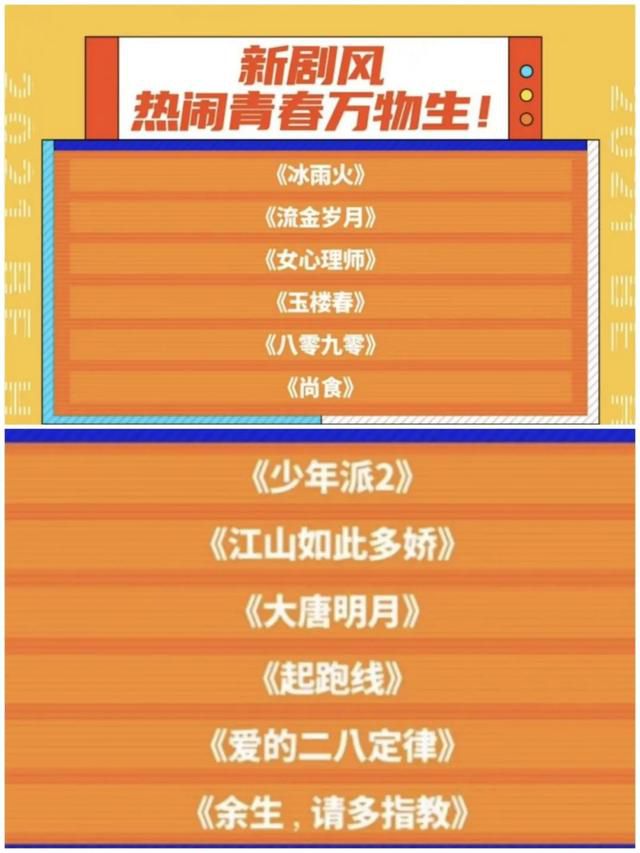 新剧风
热闹青春万物生！
《冰雨火》
《流金岁月》
《女心理师》
《玉楼春》
《八零九零》
《尚食》
《少年派2》
《江山如此多娇》
《大唐明月》
《起跑线》
《爱的二八定律》
《余生，请多指教》